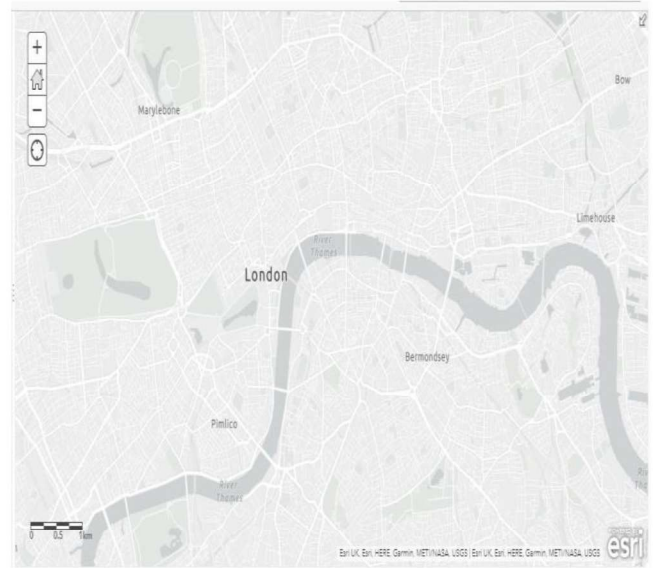 +
−
Bow
Marylebone
Limehouse
River
Thames
London
Bermondsey
Pimlico
River
Thames
0 0.5 1km
Esri UK, Esri, HERE, Garmin, METI/NASA, USGS | Esri UK, Esri, HERE, Garmin, METI/NASA, USGS
esri